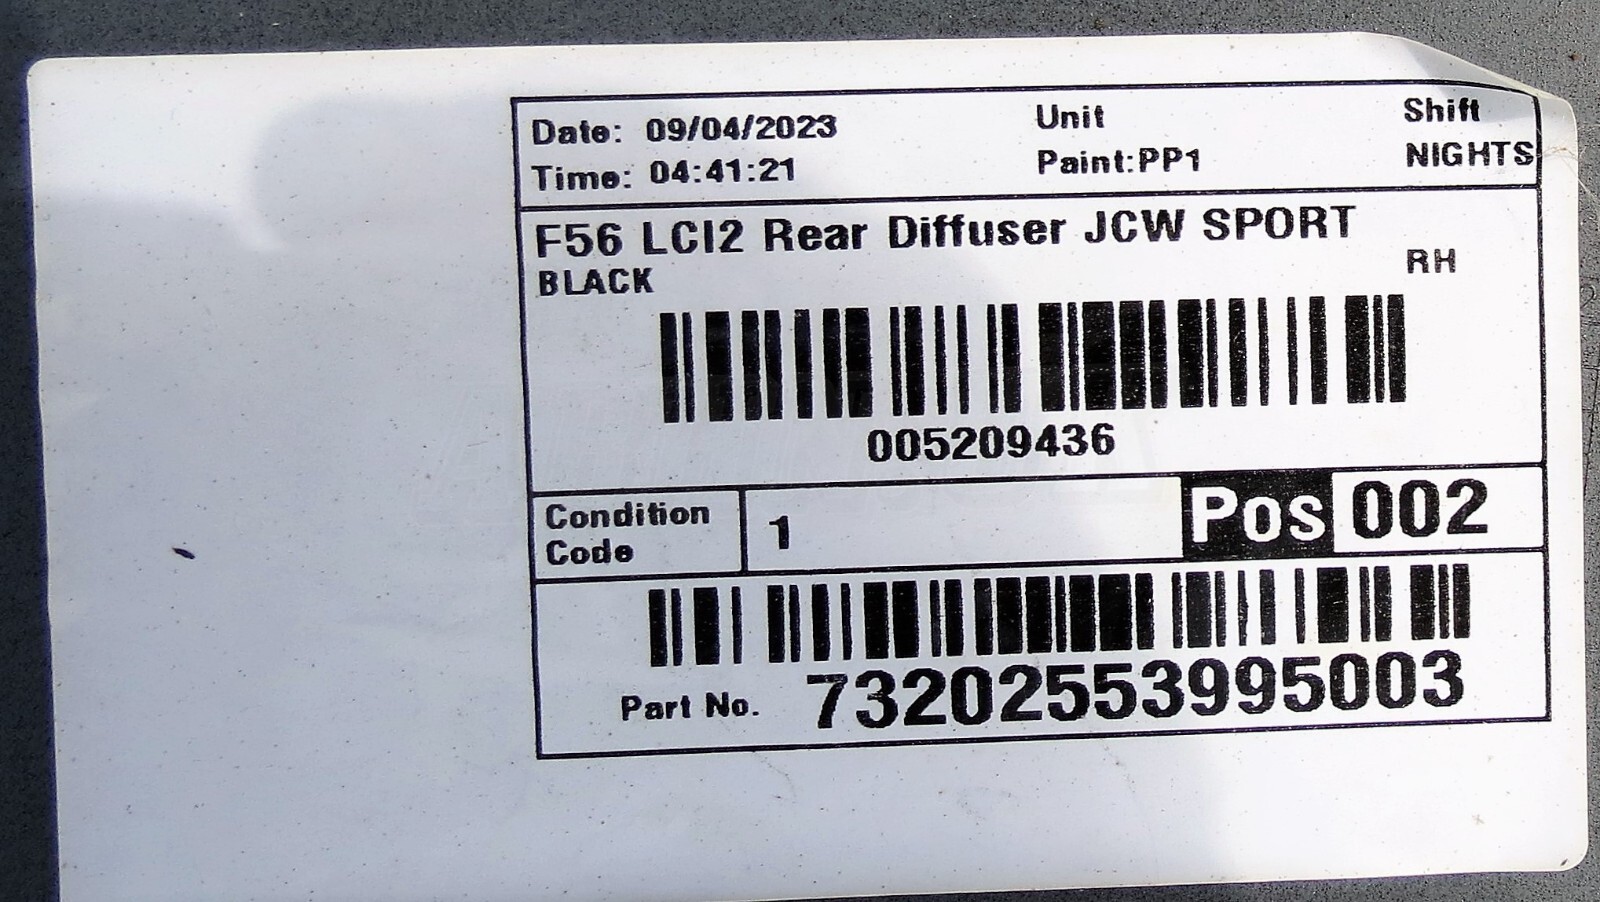 Date: 09/04/2023 Unit Shift
Time: 04:41:21 Paint:PP1 NIGHTS
F56 LCI2 Rear Diffuser JCW SPORT
BLACK RH
005209436
Condition Code 1 Pos 002
Part No. 73202553995003